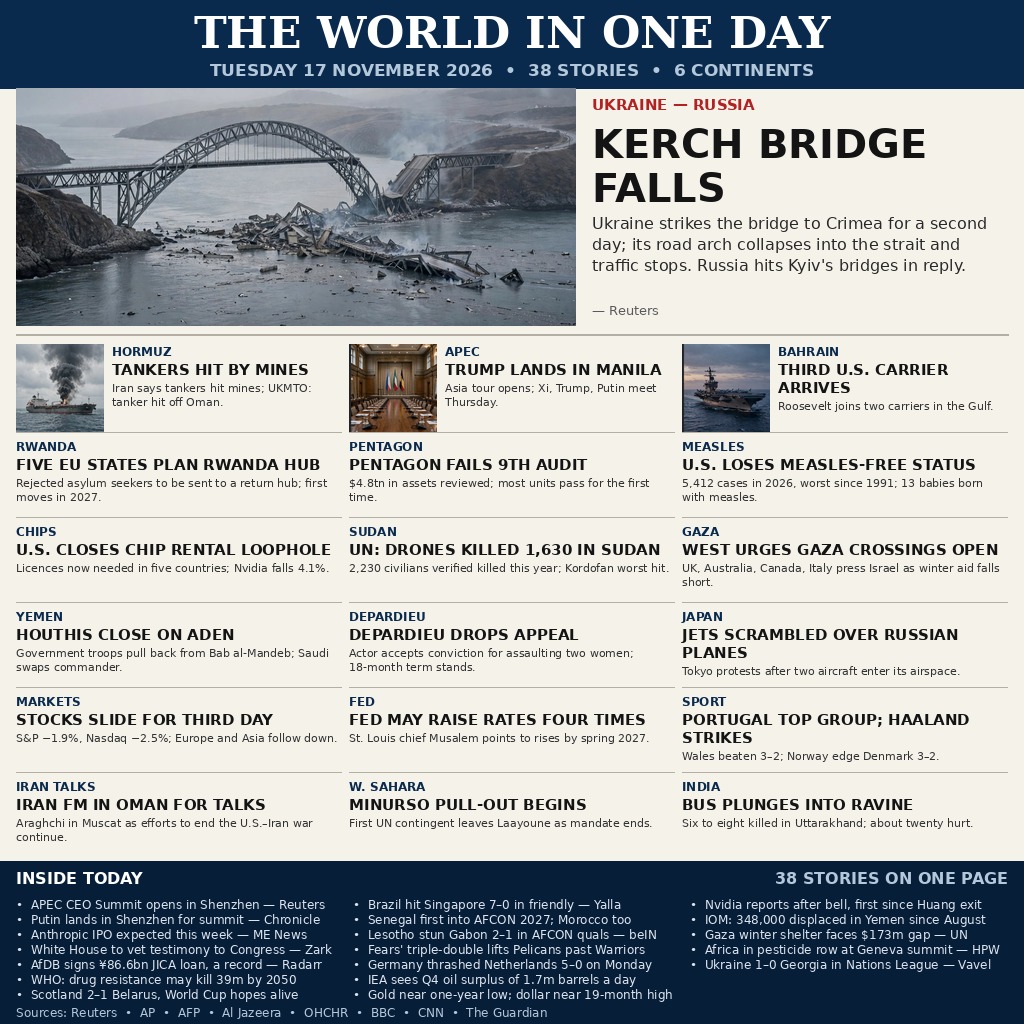 THE WORLD IN ONE DAY
TUESDAY 17 NOVEMBER 2026 • 38 STORIES • 6 CONTINENTS
UKRAINE — RUSSIA
KERCH BRIDGE
FALLS
Ukraine strikes the bridge to Crimea for a second
day; its road arch collapses into the strait and
traffic stops. Russia hits Kyiv's bridges in reply.
— Reuters
HORMUZ
TANKERS HIT BY MINES
Iran says tankers hit mines; UKMTO:
tanker hit off Oman.
APEC
TRUMP LANDS IN MANILA
Asia tour opens; Xi, Trump, Putin meet
Thursday.
BAHRAIN
THIRD U.S. CARRIER
ARRIVES
Roosevelt joins two carriers in the Gulf.
RWANDA
FIVE EU STATES PLAN RWANDA HUB
Rejected asylum seekers to be sent to a return hub; first
moves in 2027.
PENTAGON
PENTAGON FAILS 9TH AUDIT
$4.8tn in assets reviewed; most units pass for the first
time.
MEASLES
U.S. LOSES MEASLES-FREE STATUS
5,412 cases in 2026, worst since 1991; 13 babies born
with measles.
CHIPS
U.S. CLOSES CHIP RENTAL LOOPHOLE
Licences now needed in five countries; Nvidia falls 4.1%.
SUDAN
UN: DRONES KILLED 1,630 IN SUDAN
2,230 civilians verified killed this year; Kordofan worst hit.
GAZA
WEST URGES GAZA CROSSINGS OPEN
UK, Australia, Canada, Italy press Israel as winter aid falls
short.
YEMEN
HOUTHIS CLOSE ON ADEN
Government troops pull back from Bab al-Mandeb; Saudi
swaps commander.
DEPARDIEU
DEPARDIEU DROPS APPEAL
Actor accepts conviction for assaulting two women;
18-month term stands.
JAPAN
JETS SCRAMBLED OVER RUSSIAN
PLANES
Tokyo protests after two aircraft enter its airspace.
MARKETS
STOCKS SLIDE FOR THIRD DAY
S&P −1.9%, Nasdaq −2.5%; Europe and Asia follow down.
FED
FED MAY RAISE RATES FOUR TIMES
St. Louis chief Musalem points to rises by spring 2027.
SPORT
PORTUGAL TOP GROUP; HAALAND
STRIKES
Wales beaten 3–2; Norway edge Denmark 3–2.
IRAN TALKS
IRAN FM IN OMAN FOR TALKS
Araghchi in Muscat as efforts to end the U.S.–Iran war
continue.
W. SAHARA
MINURSO PULL-OUT BEGINS
First UN contingent leaves Laayoune as mandate ends.
INDIA
BUS PLUNGES INTO RAVINE
Six to eight killed in Uttarakhand; about twenty hurt.
INSIDE TODAY
38 STORIES ON ONE PAGE
• APEC CEO Summit opens in Shenzhen — Reuters
• Putin lands in Shenzhen for summit — Chronicle
• Anthropic IPO expected this week — ME News
• White House to vet testimony to Congress — Zark
• AfDB signs ¥86.6bn JICA loan, a record — Radarr
• WHO: drug resistance may kill 39m by 2050
• Scotland 2–1 Belarus, World Cup hopes alive
• Brazil hit Singapore 7–0 in friendly — Yalla
• Senegal first into AFCON 2027; Morocco too
• Lesotho stun Gabon 2–1 in AFCON quals — beIN
• Fears' triple-double lifts Pelicans past Warriors
• Germany thrashed Netherlands 5–0 on Monday
• IEA sees Q4 oil surplus of 1.7m barrels a day
• Gold near one-year low; dollar near 19-month high
• Nvidia reports after bell, first since Huang exit
• IOM: 348,000 displaced in Yemen since August
• Gaza winter shelter faces $173m gap — UN
• Africa in pesticide row at Geneva summit — HPW
• Ukraine 1–0 Georgia in Nations League — Vavel
Sources: Reuters • AP • AFP • Al Jazeera • OHCHR • BBC • CNN • The Guardian